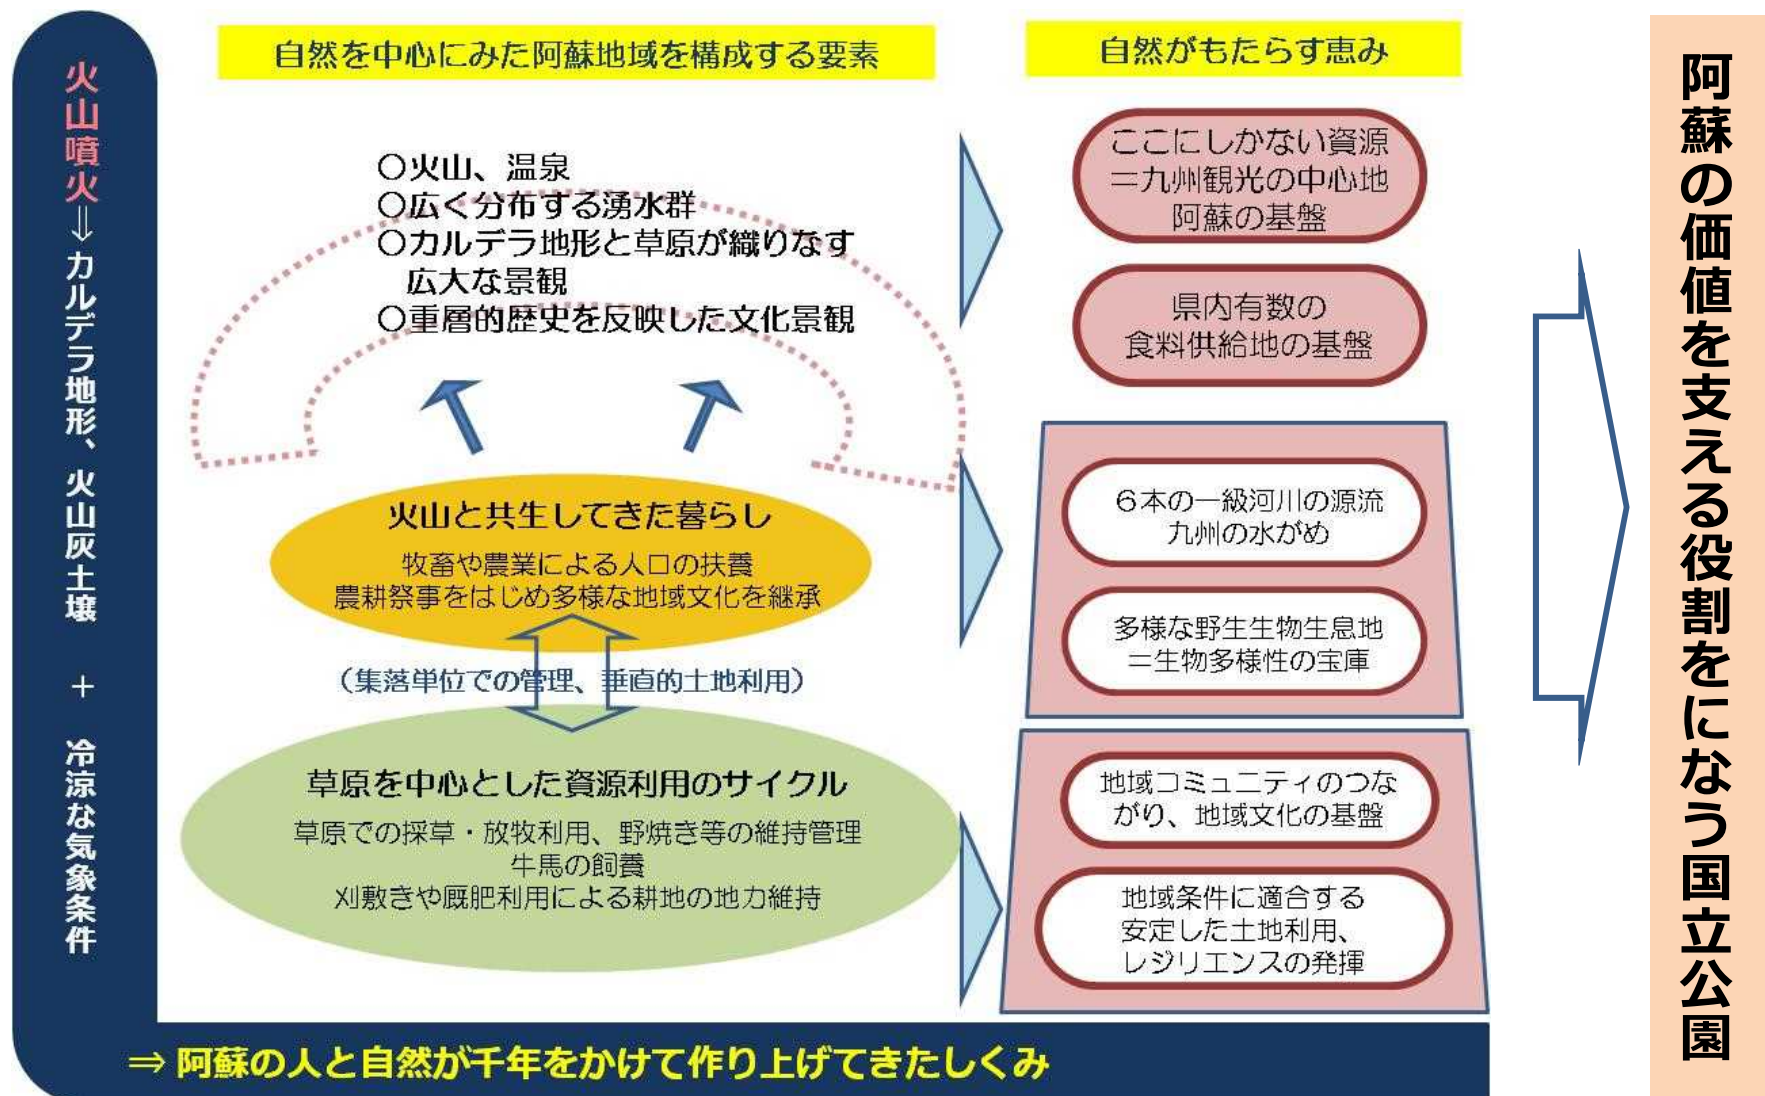 火山噴火⇒カルデラ地形、火山灰土壌 + 冷涼な気象条件
自然を中心にみた阿蘇地域を構成する要素
○火山、温泉
○広く分布する湧水群
○カルデラ地形と草原が織りなす
広大な景観
○重層的歴史を反映した文化景観
火山と共生してきた暮らし
牧畜や農業による人口の扶養
農耕祭事をはじめ多様な地域文化を継承
（集落単位での管理、垂直的土地利用）
草原を中心とした資源利用のサイクル
草原での採草・放牧利用、野焼き等の維持管理
牛馬の飼養
刈敷きや厩肥利用による耕地の地力維持
自然がもたらす恵み
ここにしかない資源
＝九州観光の中心地
阿蘇の基盤
県内有数の
食料供給地の基盤
６本の一級河川の源流
九州の水がめ
多様な野生生物生息地
＝生物多様性の宝庫
地域コミュニティのつな
がり、地域文化の基盤
地域条件に適合する
安定した土地利用、
レジリエンスの発揮
⇒ 阿蘇の人と自然が千年をかけて作り上げてきたしくみ
阿蘇の価値を支える役割をになう国立公園